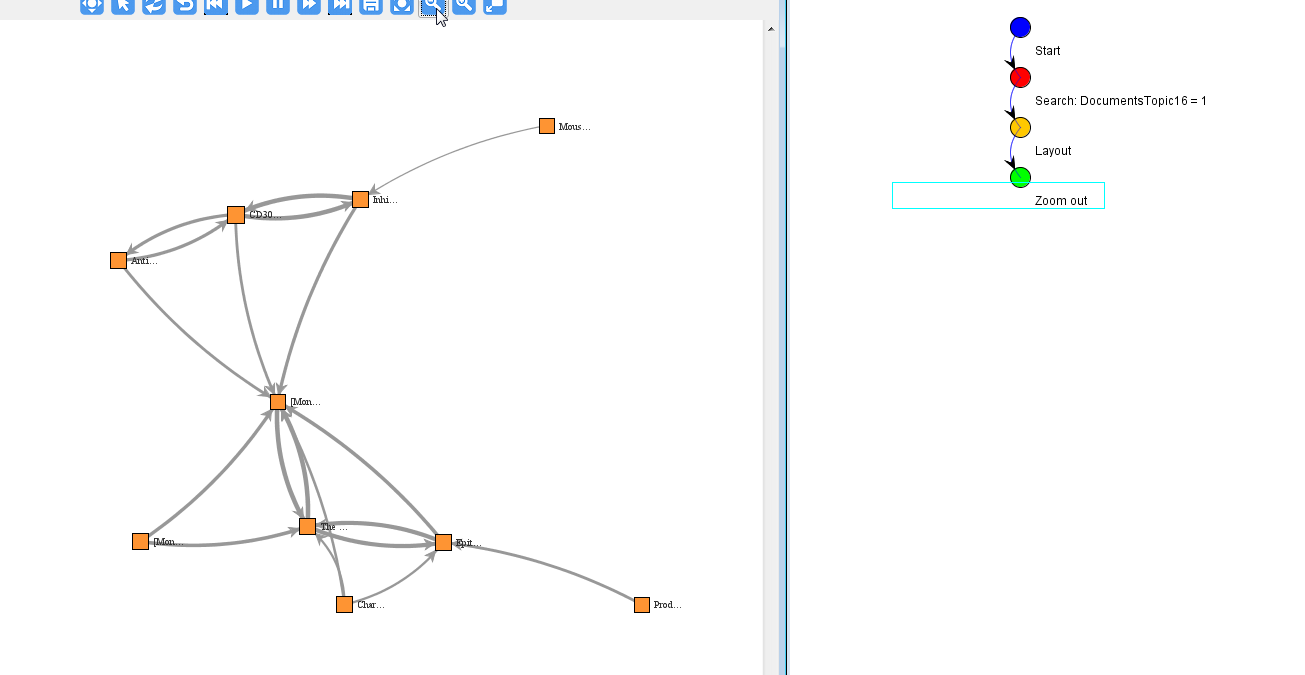 Mous...
Inhi...
CD30...
Anti...
[Mon...
The ...
[Mon...
Epit...
Char...
Prod...
Start
Search: DocumentsTopic16 = 1
Layout
Zoom out